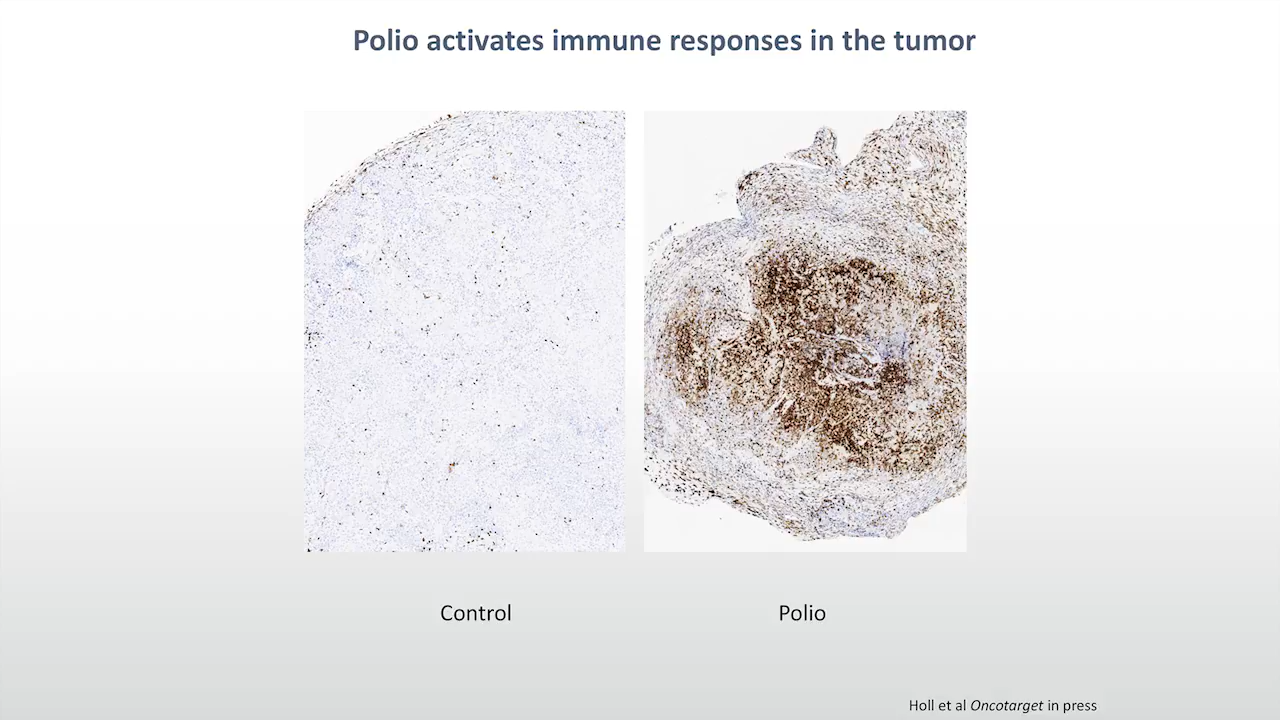 Polio activates immune responses in the tumor
Control
Polio
Holl et al Oncotarget in press